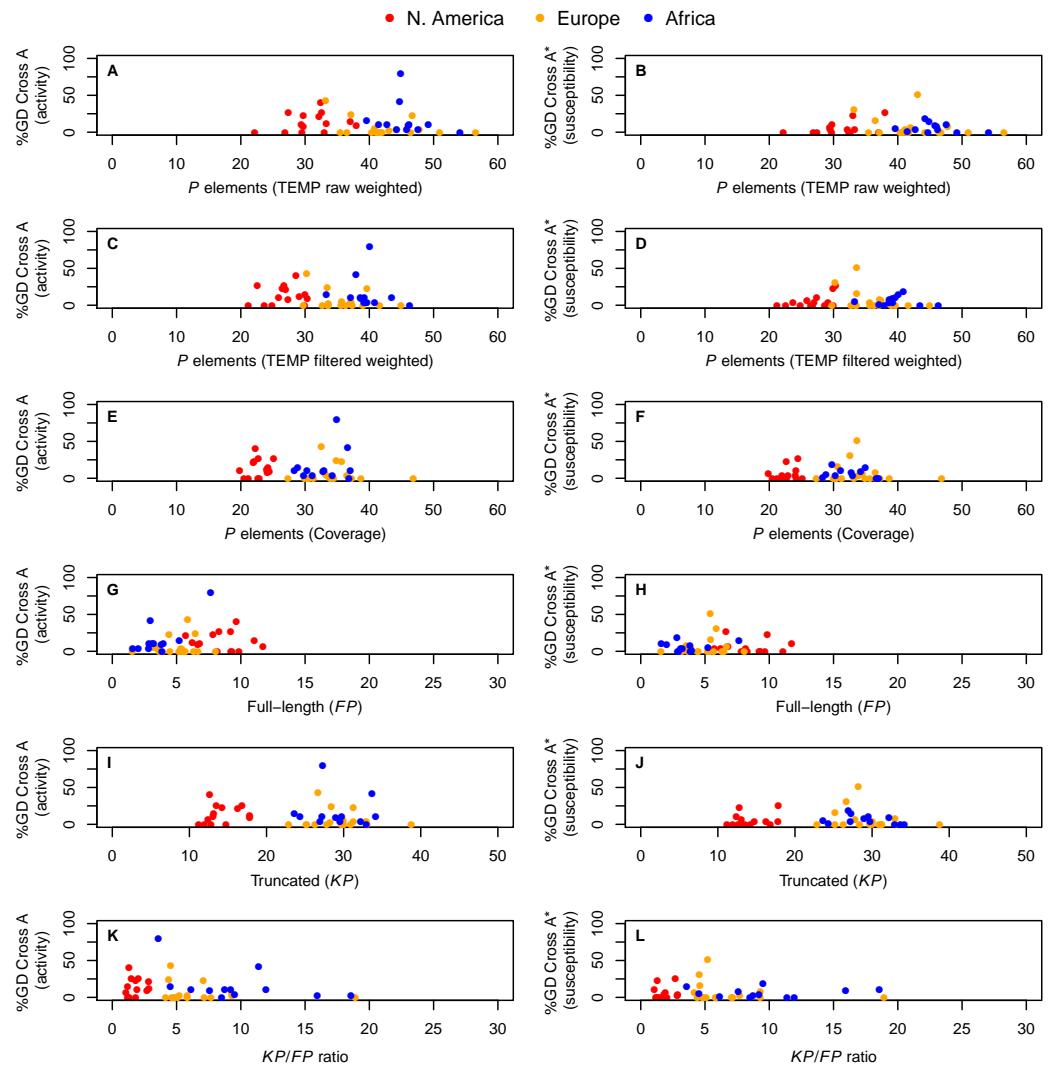 N. America Europe Africa
%GD Cross A
(activity)
0 50 100
A
0 10 20 30 40 50 60
P elements (TEMP raw weighted)
%GD Cross A*
(susceptibility)
0 50 100
B
0 10 20 30 40 50 60
P elements (TEMP raw weighted)
%GD Cross A
(activity)
0 50 100
C
0 10 20 30 40 50 60
P elements (TEMP filtered weighted)
%GD Cross A*
(susceptibility)
0 50 100
D
0 10 20 30 40 50 60
P elements (TEMP filtered weighted)
%GD Cross A
(activity)
0 50 100
E
0 10 20 30 40 50 60
P elements (Coverage)
%GD Cross A*
(susceptibility)
0 50 100
F
0 10 20 30 40 50 60
P elements (Coverage)
%GD Cross A
(activity)
0 50 100
G
0 5 10 20 30
Full−length (FP)
%GD Cross A*
(susceptibility)
0 50 100
H
0 5 10 20 30
Full−length (FP)
%GD Cross A
(activity)
0 50 100
I
0 10 20 30 40 50
Truncated (KP)
%GD Cross A*
(susceptibility)
0 50 100
J
0 10 20 30 40 50
Truncated (KP)
%GD Cross A
(activity)
0 50 100
K
0 5 10 20 30
KP/FP ratio
%GD Cross A*
(susceptibility)
0 50 100
L
0 5 10 20 30
KP/FP ratio